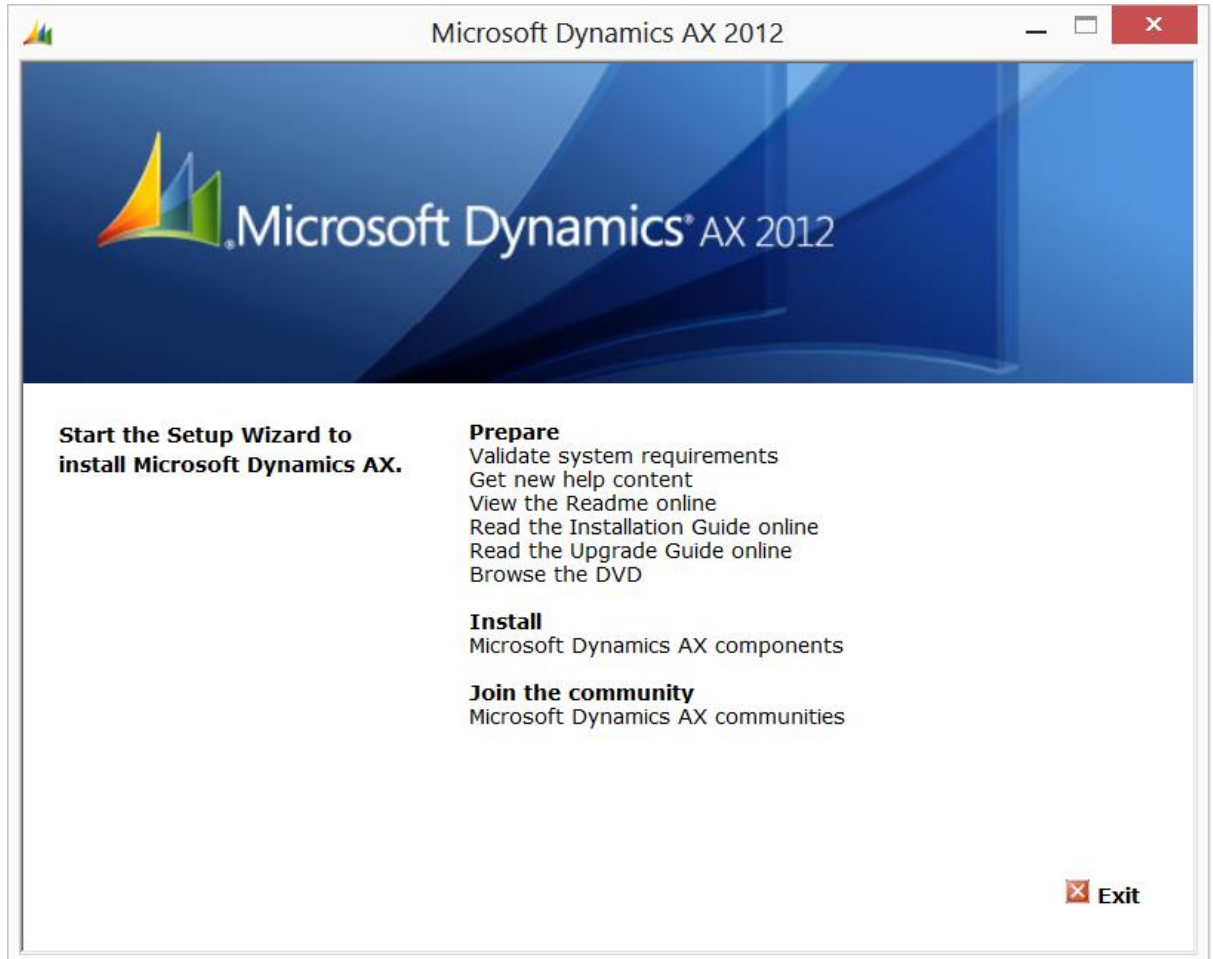 Microsoft Dynamics AX 2012
Microsoft Dynamics® AX 2012
Start the Setup Wizard to
install Microsoft Dynamics AX.
Prepare
Validate system requirements
Get new help content
View the Readme online
Read the Installation Guide online
Read the Upgrade Guide online
Browse the DVD
Install
Microsoft Dynamics AX components
Join the community
Microsoft Dynamics AX communities
Exit